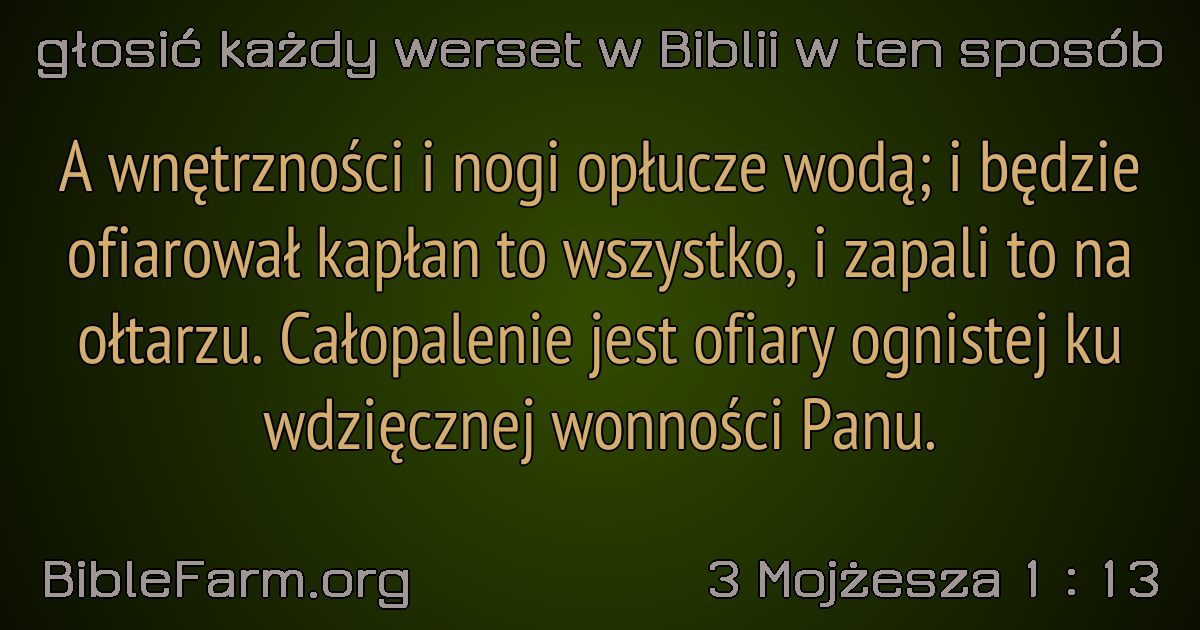 głosić każdy werset w Biblii w ten sposób
A wnętrzności i nogi opłucze wodą; i będzie
ofiarował kapłan to wszystko, i zapali to na
ołtarzu. Całopalenie jest ofiary ognistej ku
wdzięcznej wonności Panu.
BibleFarm.org
3 Mojżesza 1 : 13